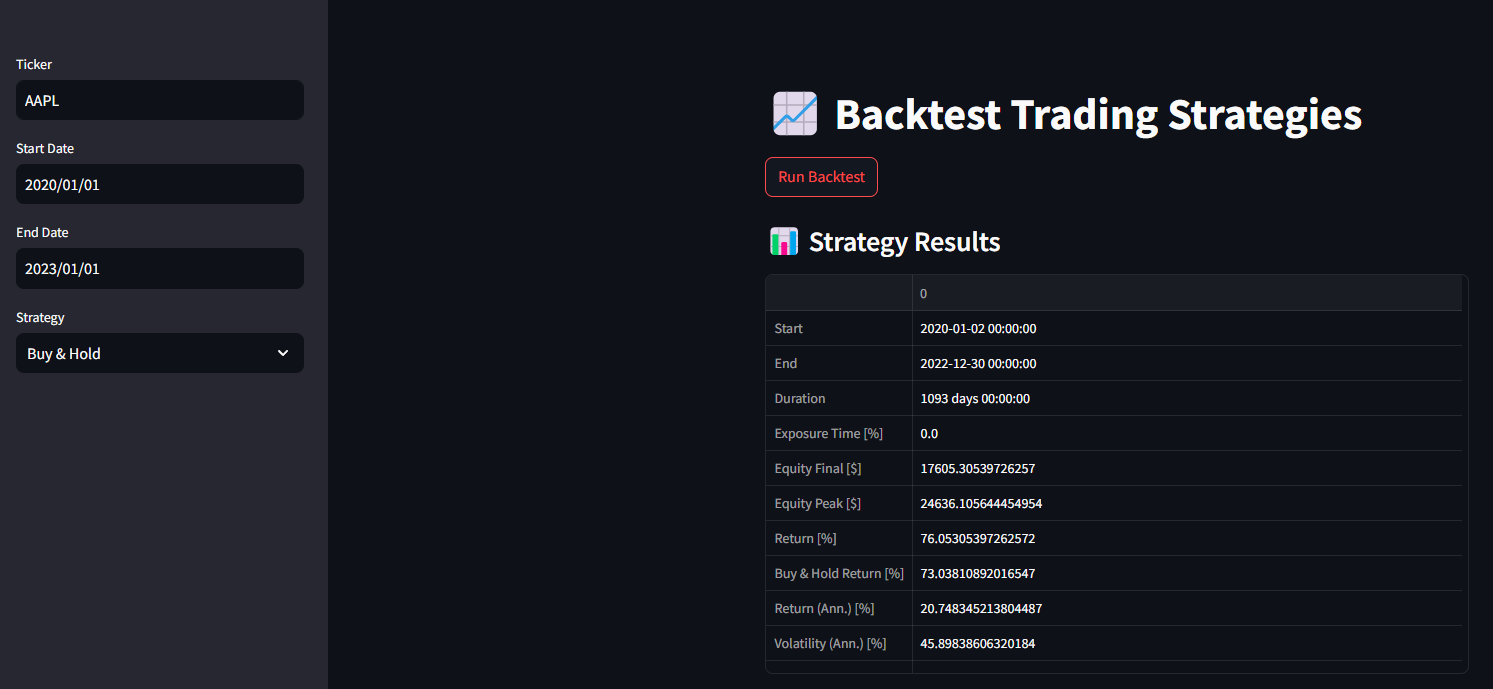 Ticker
AAPL
Start Date
2020/01/01
End Date
2023/01/01
Strategy
Buy & Hold
Backtest Trading Strategies
Run Backtest
Strategy Results
0
Start 2020-01-02 00:00:00
End 2022-12-30 00:00:00
Duration 1093 days 00:00:00
Exposure Time [%] 0.0
Equity Final [$] 17605.30539726257
Equity Peak [$] 24636.105644454954
Return [%] 76.05305397262572
Buy & Hold Return [%] 73.03810892016547
Return (Ann.) [%] 20.748345213804487
Volatility (Ann.) [%] 45.89838606320184